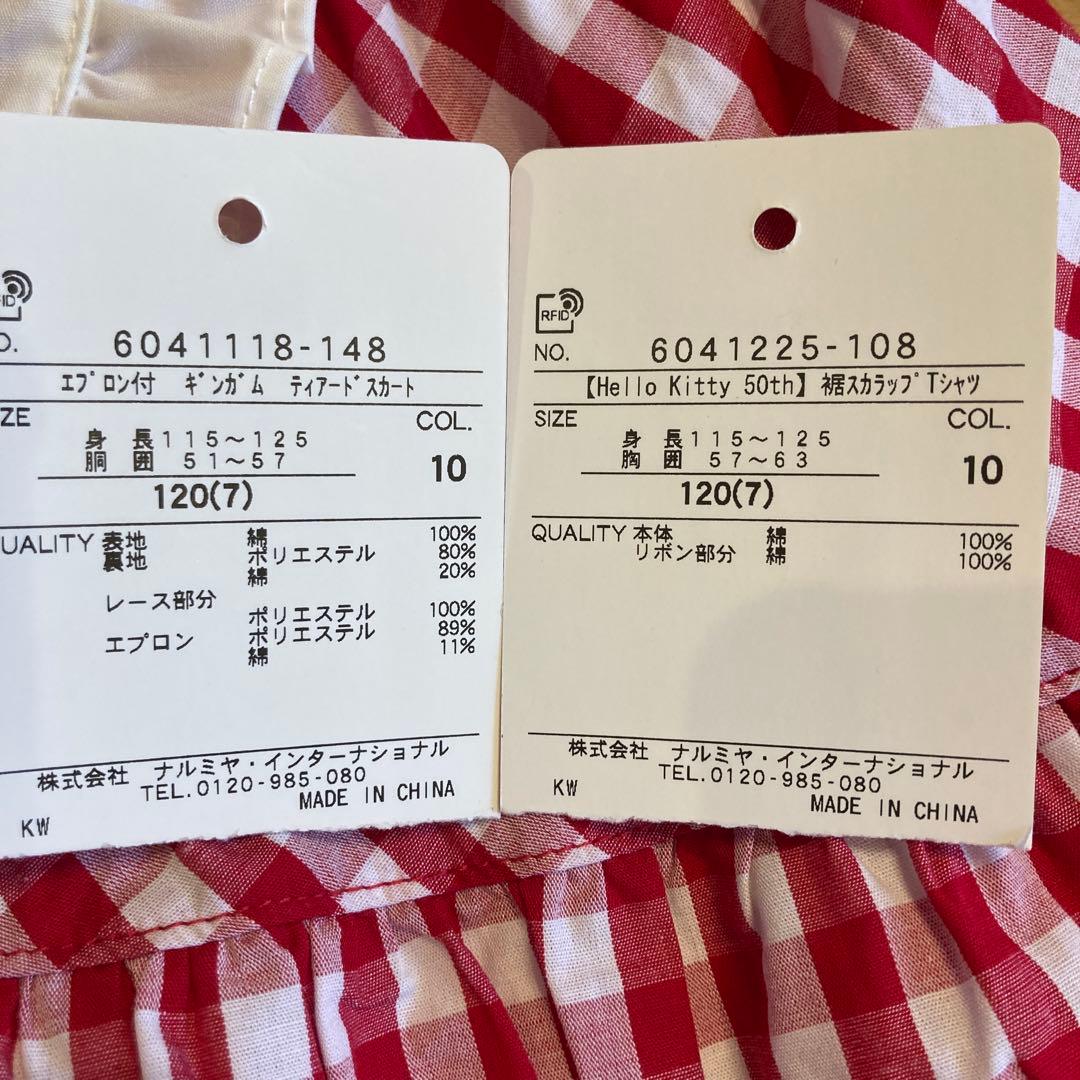 6041118-148
エプロン付 ギンガム ティアードスカート
COL.
身長115～125
胴囲 51～57
10
120(7)
表地 綿 100%
裏地 ポリエステル 80%
綿 20%
レース部分
ポリエステル 100%
エプロン ポリエステル 89%
綿 11%
株式会社 ナルミヤ・インターナショナル
TEL.0120-985-080
MADE IN CHINA
KW
RFID
NO. 6041225-108
【Hello Kitty 50th】裾スカラップTシャツ
SIZE COL.
身長115～125
胸囲 57～63
10
120(7)
QUALITY 本体 綿 100%
リボン部分 綿 100%
株式会社 ナルミヤ・インターナショナル
TEL.0120-985-080
KW MADE IN CHINA